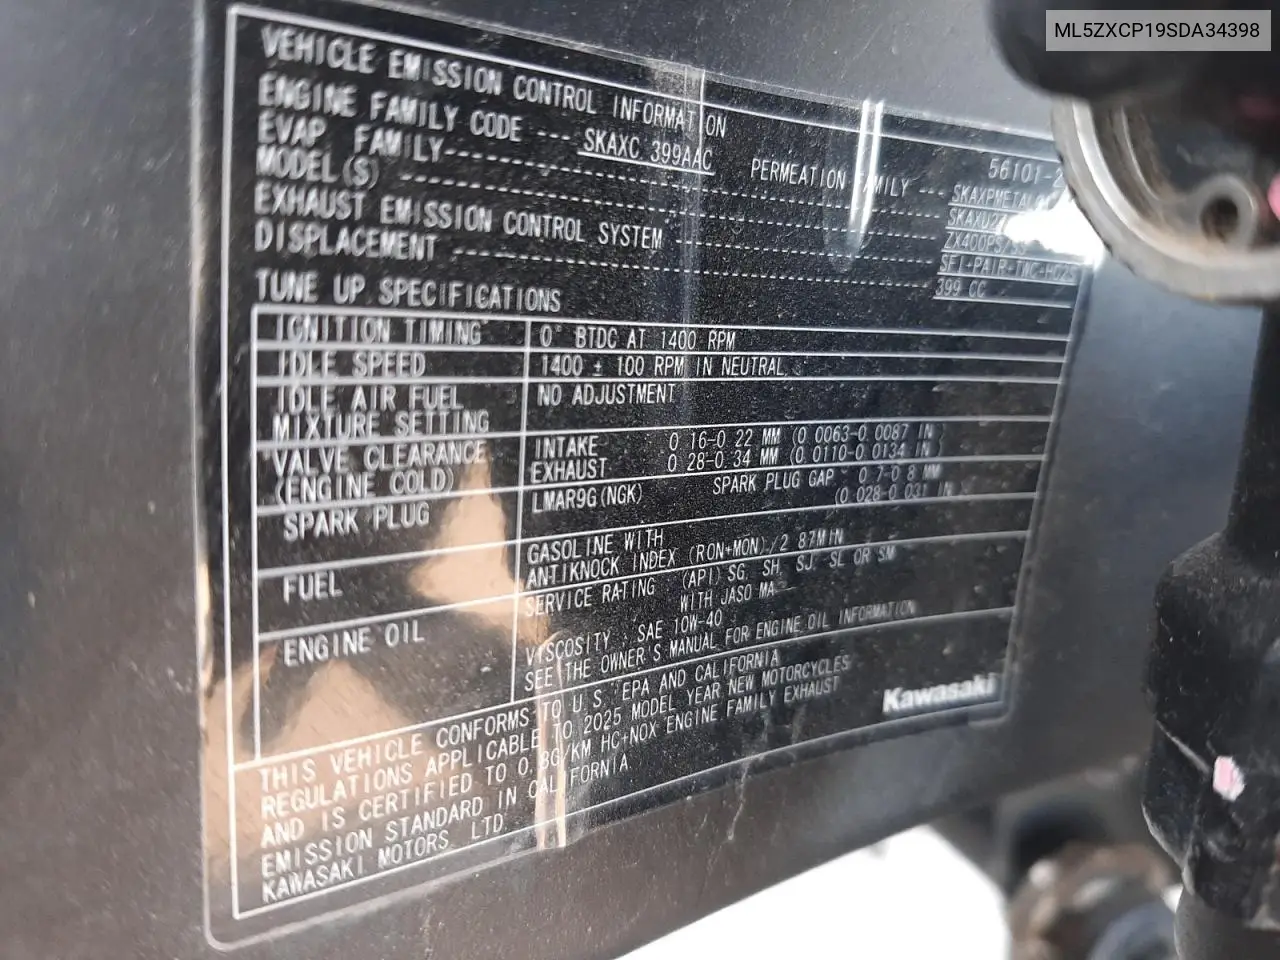 ML5ZXCP19SDA34398
VEHICLE EMISSION CONTROL INFORMATION
56101-
ENGINE FAMILY CODE --- SKAXC 399AAC
PERMEATION FAMILY ---
EVAP FAMILY
MODEL(S)
EXHAUST EMISSION CONTROL SYSTEM
SFI-PAIR-TWC-HO2S
DISPLACEMENT
399 CC
TUNE UP SPECIFICATIONS
IGNITION TIMING 0° BTDC AT 1400 RPM
IDLE SPEED 1400 ± 100 RPM IN NEUTRAL
IDLE AIR FUEL NO ADJUSTMENT
MIXTURE SETTING
VALVE CLEARANCE INTAKE 0.16-0.22 MM (0.0063-0.0087 IN)
(ENGINE COLD) EXHAUST 0.28-0.34 MM (0.0110-0.0134 IN)
SPARK PLUG LMAR9G(NGK) SPARK PLUG GAP 0.7-0.8 MM
(0.028-0.031 IN
FUEL GASOLINE WITH
ANTIKNOCK INDEX (RON+MON)/2 87MIN
ENGINE OIL SERVICE RATING (API) SG, SH, SJ, SL OR SM
WITH JASO MA
VISCOSITY : SAE 10W-40
SEE THE OWNER'S MANUAL FOR ENGINE OIL INFORMATION
THIS VEHICLE CONFORMS TO U.S. EPA AND CALIFORNIA
REGULATIONS APPLICABLE TO 2025 MODEL YEAR NEW MOTORCYCLES
AND IS CERTIFIED TO 0.8G/KM HC+NOX ENGINE FAMILY EXHAUST
EMISSION STANDARD IN CALIFORNIA.
KAWASAKI MOTORS, LTD.
Kawasaki